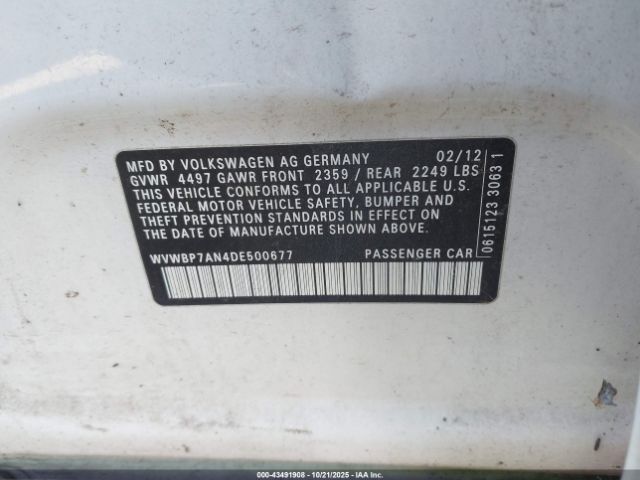 MFD BY VOLKSWAGEN AG GERMANY 02/12
GVWR 4497 GAWR FRONT 2359 / REAR 2249 LBS
THIS VEHICLE CONFORMS TO ALL APPLICABLE U.S.
FEDERAL MOTOR VEHICLE SAFETY, BUMPER AND
THEFT PREVENTION STANDARDS IN EFFECT ON
THE DATE OF MANUFACTURE SHOWN ABOVE.
WVWBP7AN4DE500677 PASSENGER CAR
0615123 3063 1
000-43491908 - 10/21/2025 - IAAI.COM